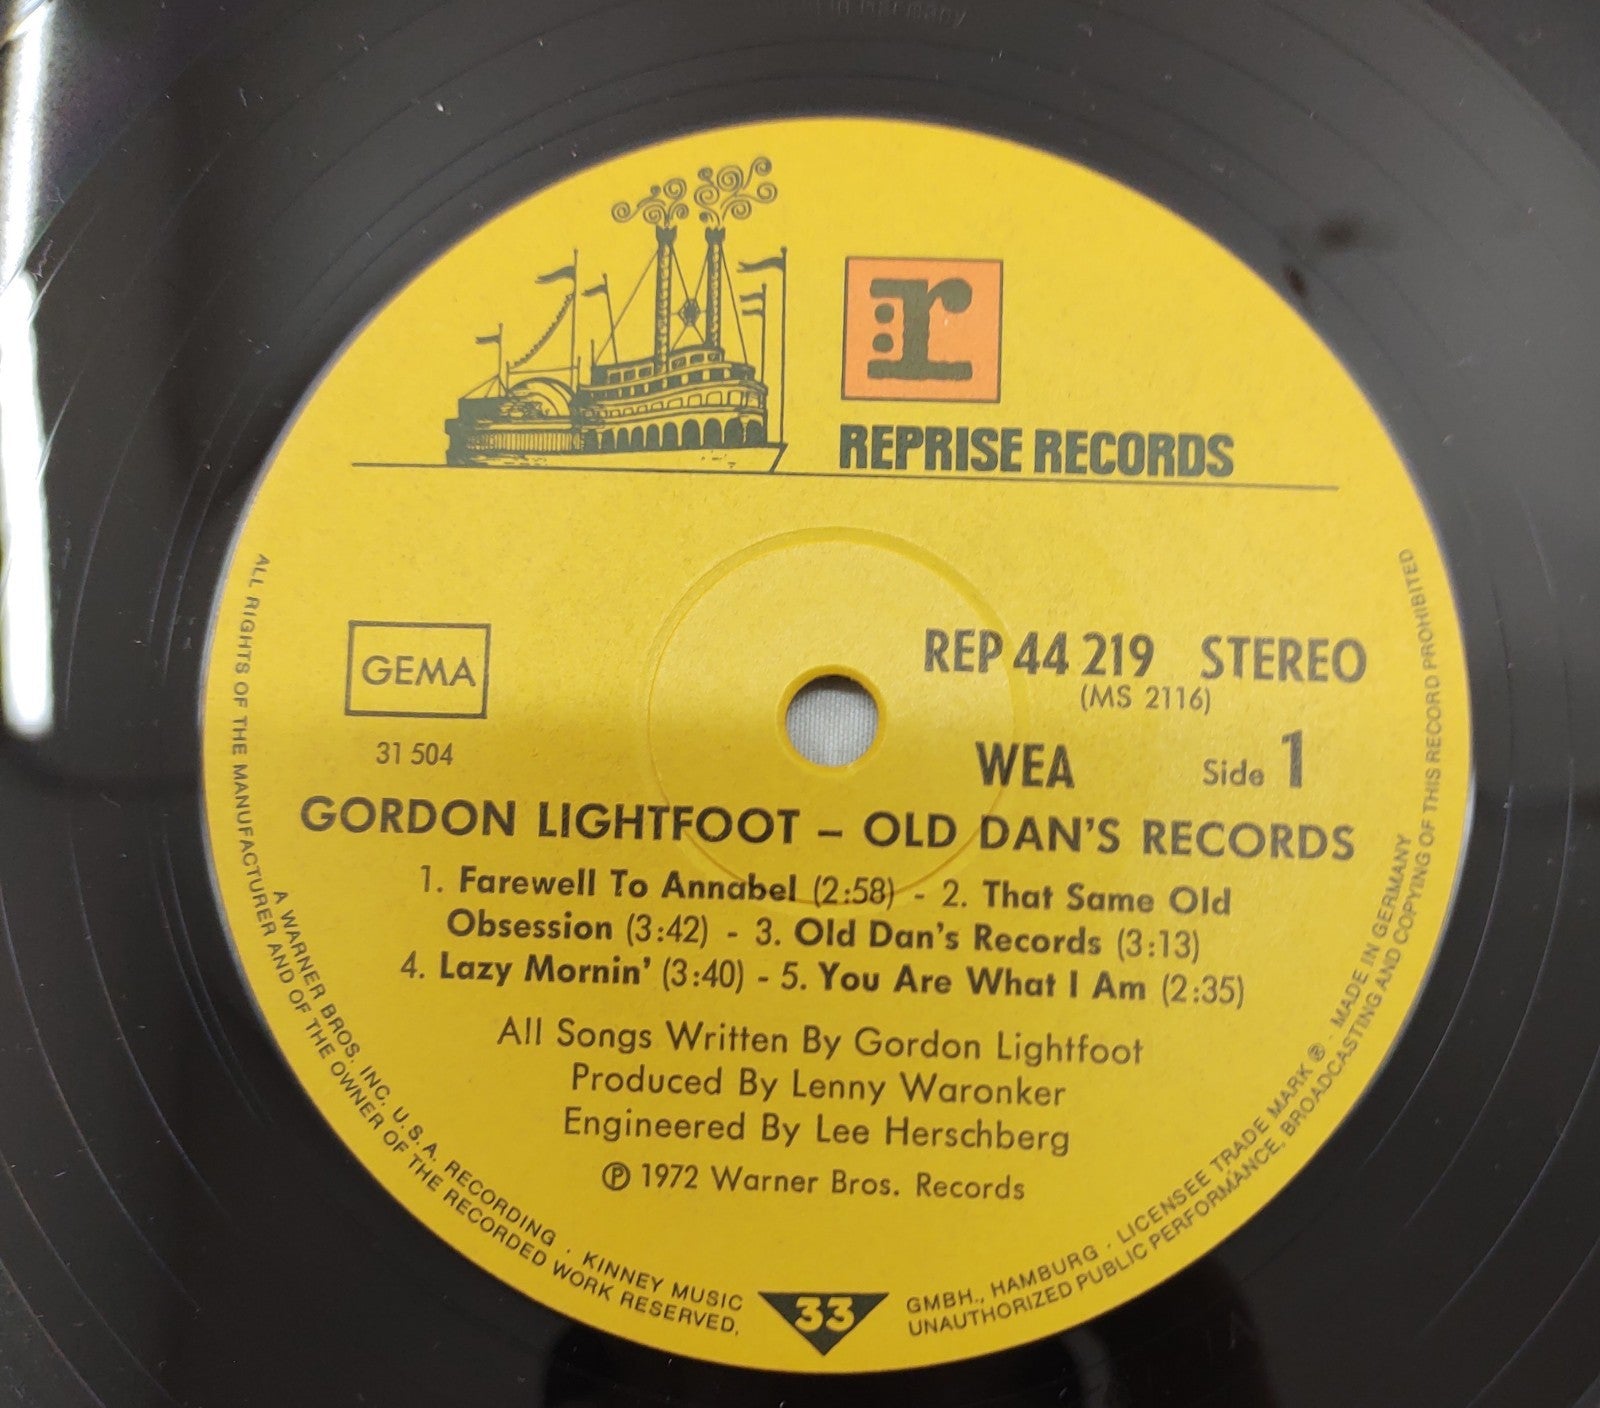 in Germany
r
REPRISE RECORDS
GEMA
REP 44 219 STEREO
(MS 2116)
31 504
WEA Side 1
GORDON LIGHTFOOT – OLD DAN'S RECORDS
1. Farewell To Annabel (2:58) - 2. That Same Old
Obsession (3:42) - 3. Old Dan's Records (3:13)
4. Lazy Mornin' (3:40) - 5. You Are What I Am (2:35)
All Songs Written By Gordon Lightfoot
Produced By Lenny Waronker
Engineered By Lee Herschberg
℗ 1972 Warner Bros. Records
A WARNER BROS. INC. U.S.A. RECORDING · KINNEY MUSIC GMBH., HAMBURG · LICENSEE TRADE MARK ® · MADE IN GERMANY
ALL RIGHTS OF THE MANUFACTURER AND OF THE OWNER OF THE RECORDED WORK RESERVED. UNAUTHORIZED PUBLIC PERFORMANCE, BROADCASTING AND COPYING OF THIS RECORD PROHIBITED
33